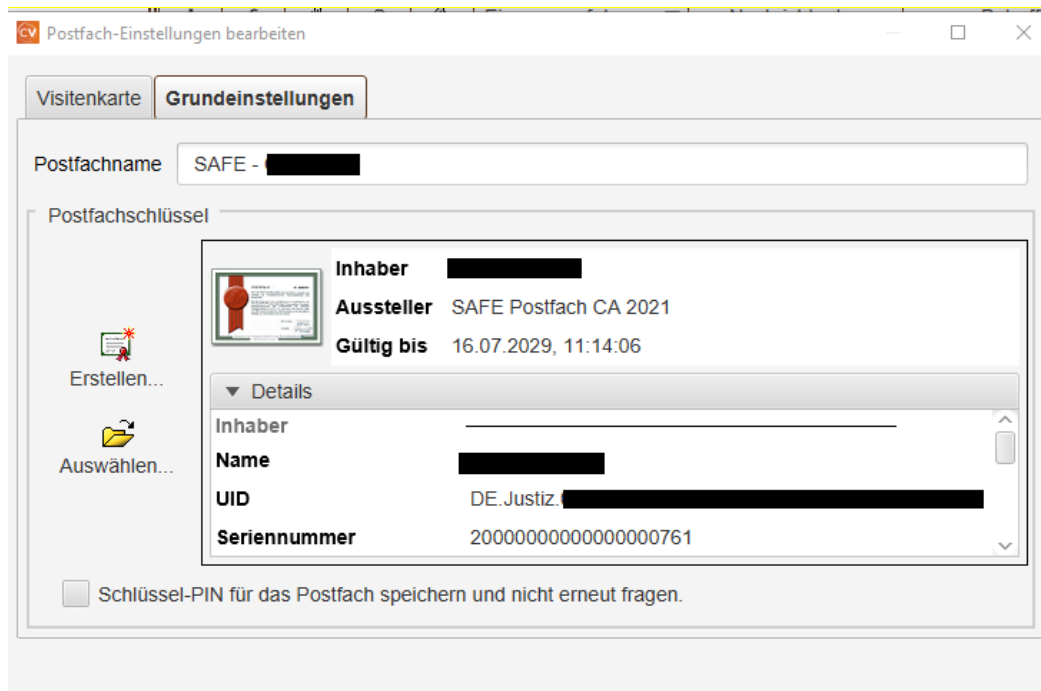 CV Postfach-Einstellungen bearbeiten
Visitenkarte Grundeinstellungen
Postfachname SAFE -
Postfachschlüssel
Inhaber
Aussteller SAFE Postfach CA 2021
Gültig bis 16.07.2029, 11:14:06
Erstellen...
Details
Inhaber
Auswählen...
Name
UID DE.Justiz.
Seriennummer 20000000000000000761
Schlüssel-PIN für das Postfach speichern und nicht erneut fragen.